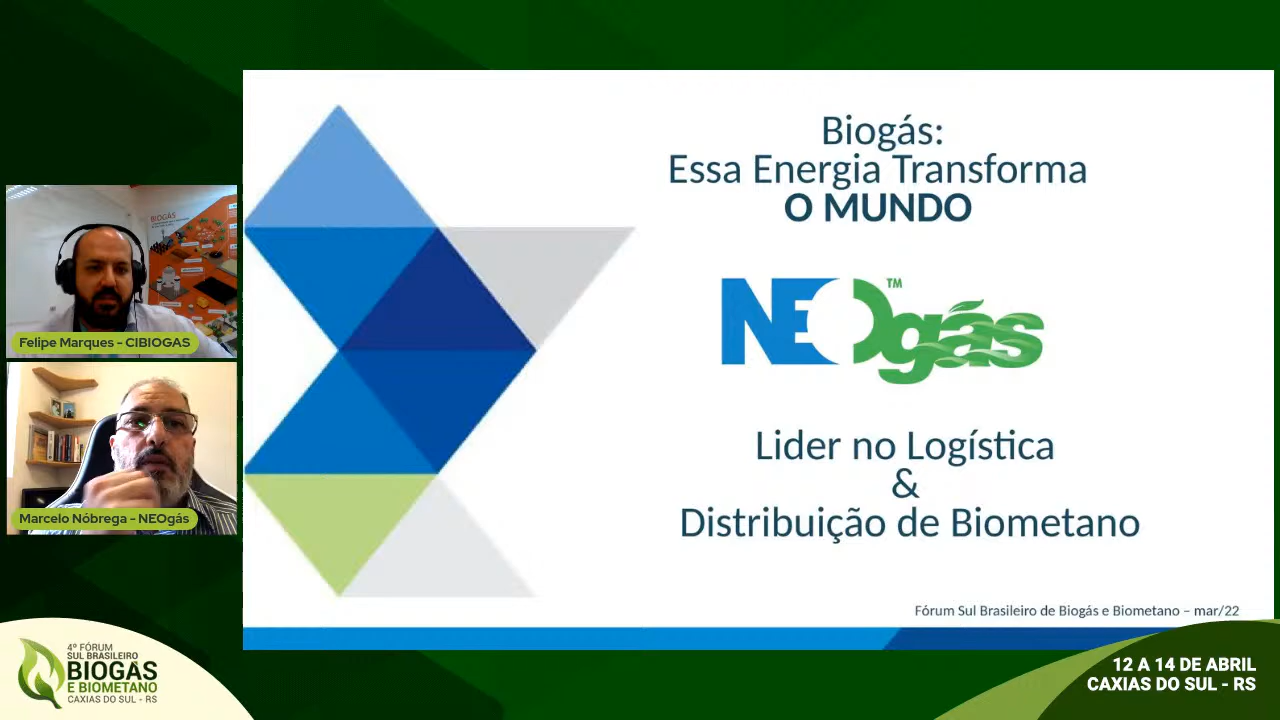 Biogás:
Essa Energia Transforma
O MUNDO
NEOgás™
Lider no Logística
&
Distribuição de Biometano
Fórum Sul Brasileiro de Biogás e Biometano – mar/22
BIOGÁS
Felipe Marques - CIBIOGAS
Marcelo Nóbrega - NEOgás
4º FÓRUM
SUL BRASILEIRO
BIOGÁS
E BIOMETANO
CAXIAS DO SUL - RS
12 A 14 DE ABRIL
CAXIAS DO SUL - RS